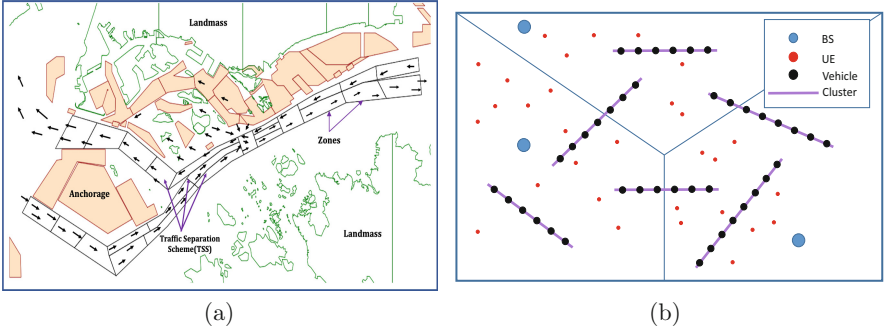 Landmass
Zones
Anchorage
Traffic Separation
Scheme(TSS)
Landmass
(a)
BS
UE
Vehicle
Cluster
(b)